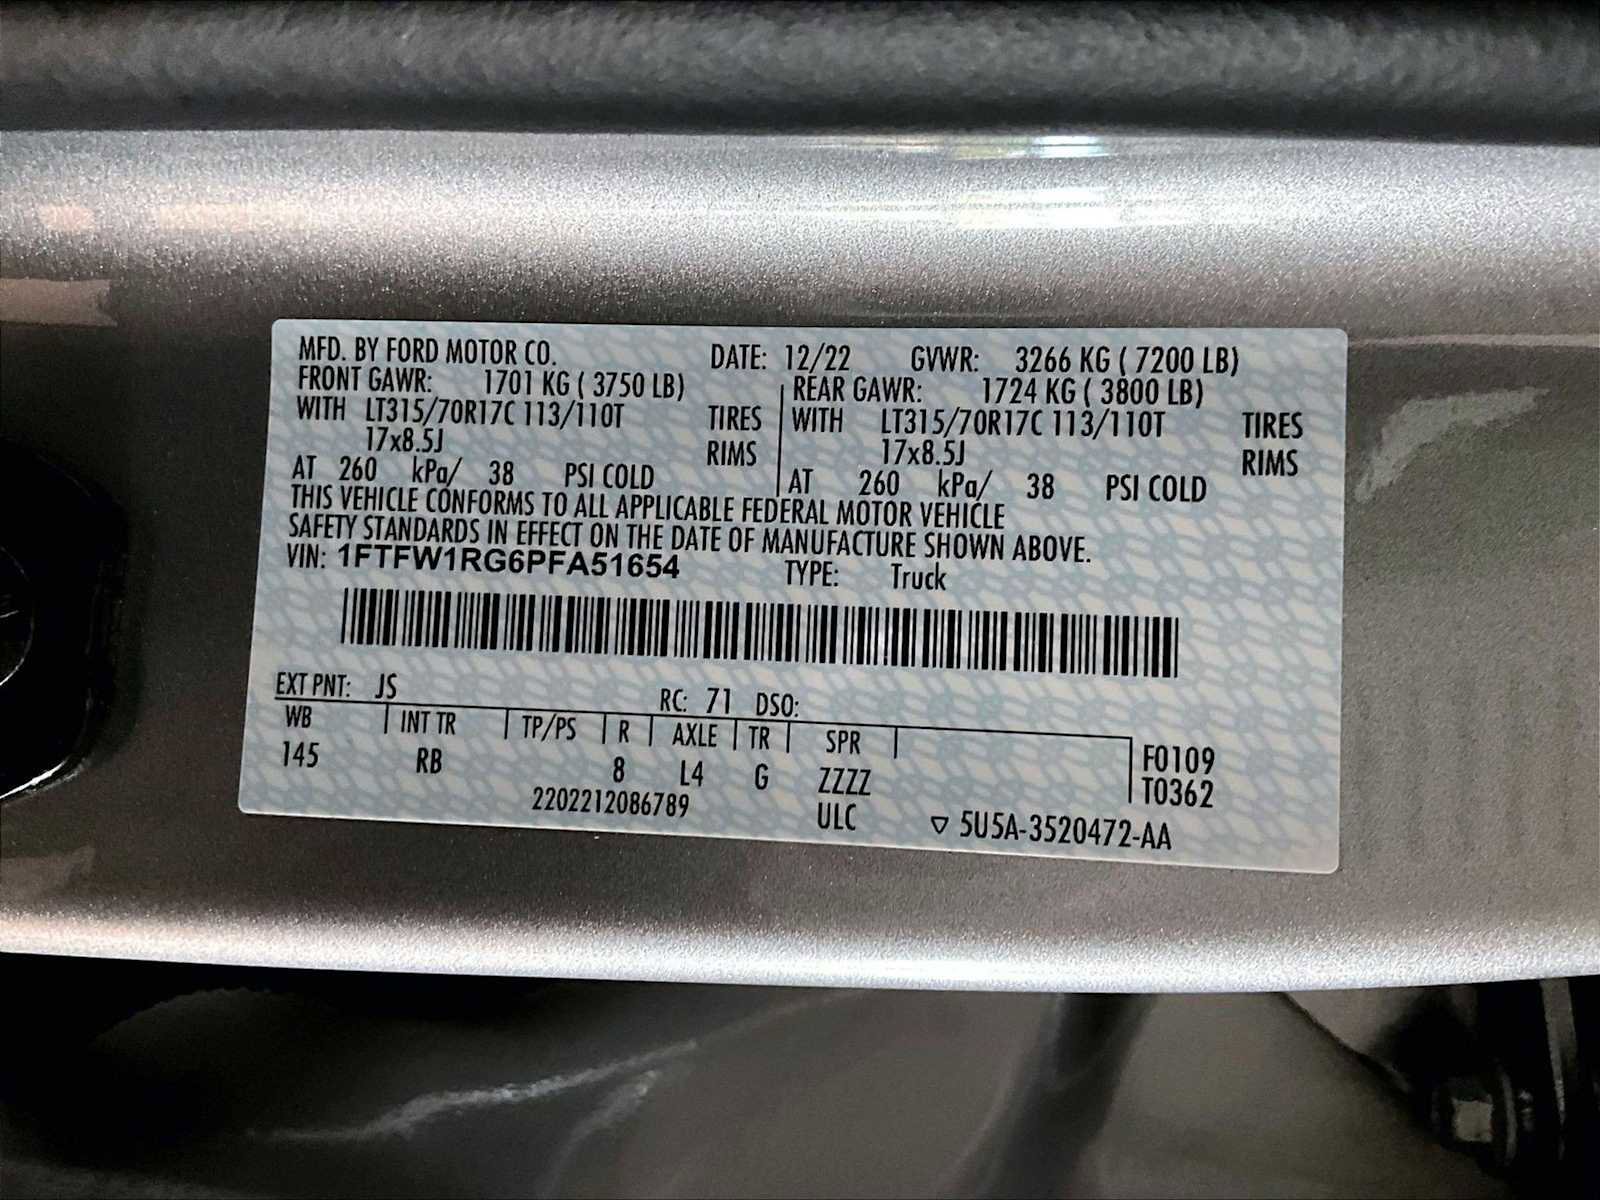 MFD. BY FORD MOTOR CO. DATE: 12/22 GVWR: 3266 KG ( 7200 LB)
FRONT GAWR: 1701 KG ( 3750 LB) REAR GAWR: 1724 KG ( 3800 LB)
WITH LT315/70R17C 113/110T TIRES WITH LT315/70R17C 113/110T TIRES
17x8.5J RIMS 17x8.5J RIMS
AT 260 kPa/ 38 PSI COLD AT 260 kPa/ 38 PSI COLD
THIS VEHICLE CONFORMS TO ALL APPLICABLE FEDERAL MOTOR VEHICLE
SAFETY STANDARDS IN EFFECT ON THE DATE OF MANUFACTURE SHOWN ABOVE.
VIN: 1FTFW1RG6PFA51654 TYPE: Truck
EXT PNT: JS RC: 71 DSO:
WB INT TR TP/PS R AXLE TR SPR F0109
145 RB 8 L4 G ZZZZ T0362
2202212086789 ULC ▽ 5U5A-3520472-AA